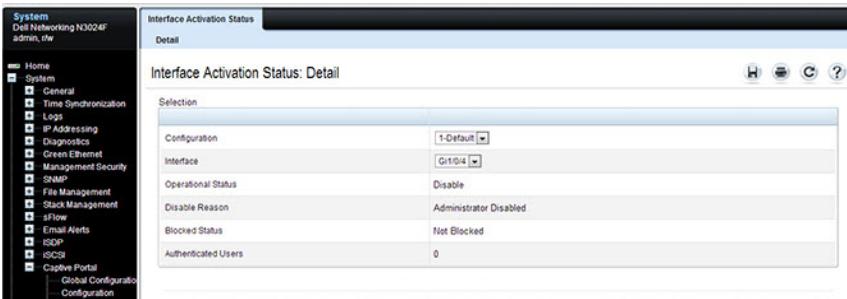 System
Dell Networking N3024F
admin, r/w
Home
System
General
Time Synchronization
Logs
IP Addressing
Diagnostics
Green Ethernet
Management Security
SNMP
File Management
Stack Management
sFlow
Email Alerts
ISDP
iSCSI
Captive Portal
Global Configuratio
Configuration
Interface Activation Status
Detail
Interface Activation Status: Detail
Selection
Configuration 1-Default
Interface Gi1/0/4
Operational Status Disable
Disable Reason Administrator Disabled
Blocked Status Not Blocked
Authenticated Users 0